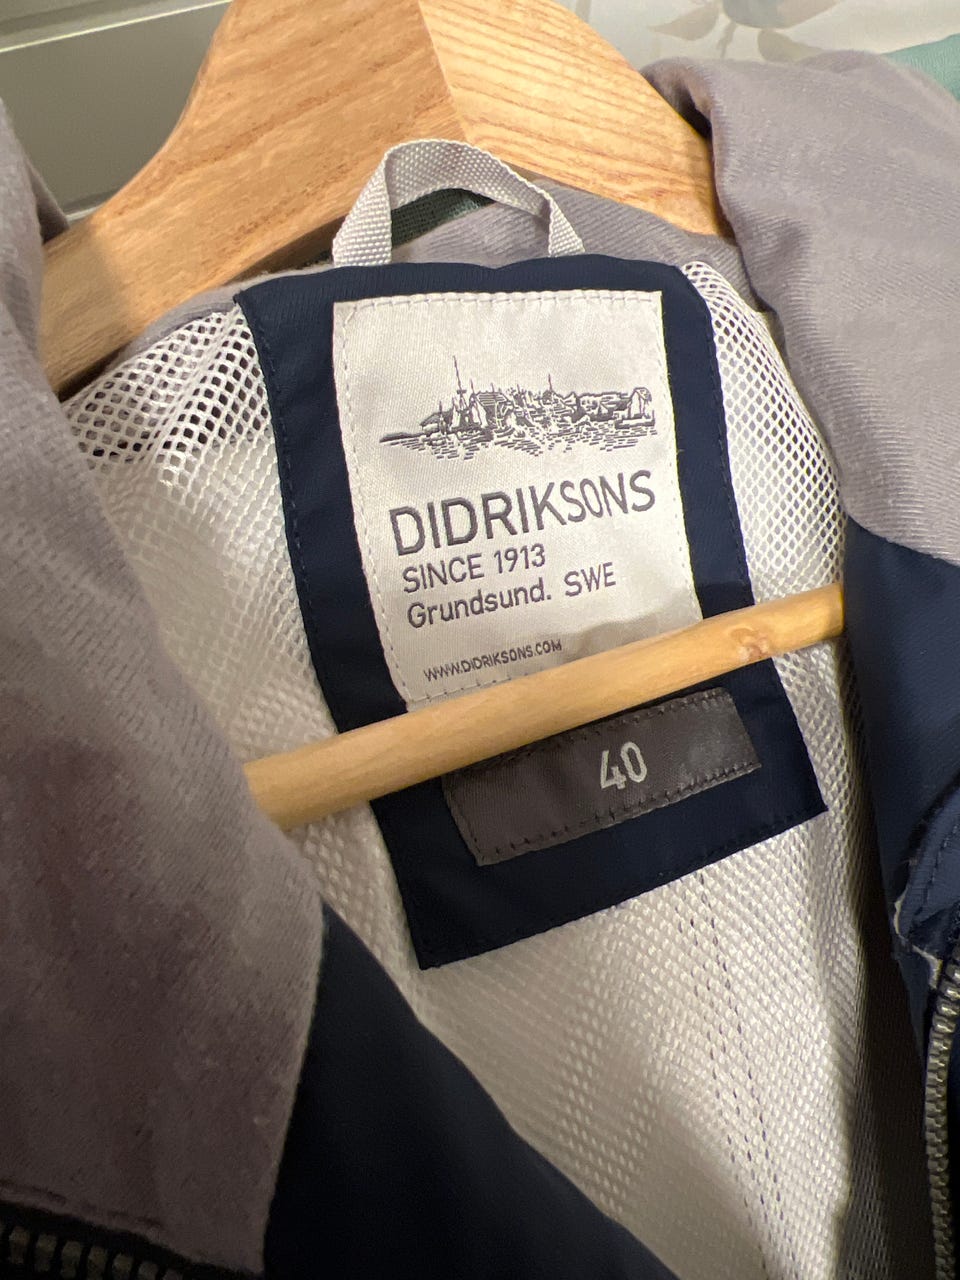 DIDRIKSONS
SINCE 1913
Grundsund. SWE
WWW.DIDRIKSONS.COM
40